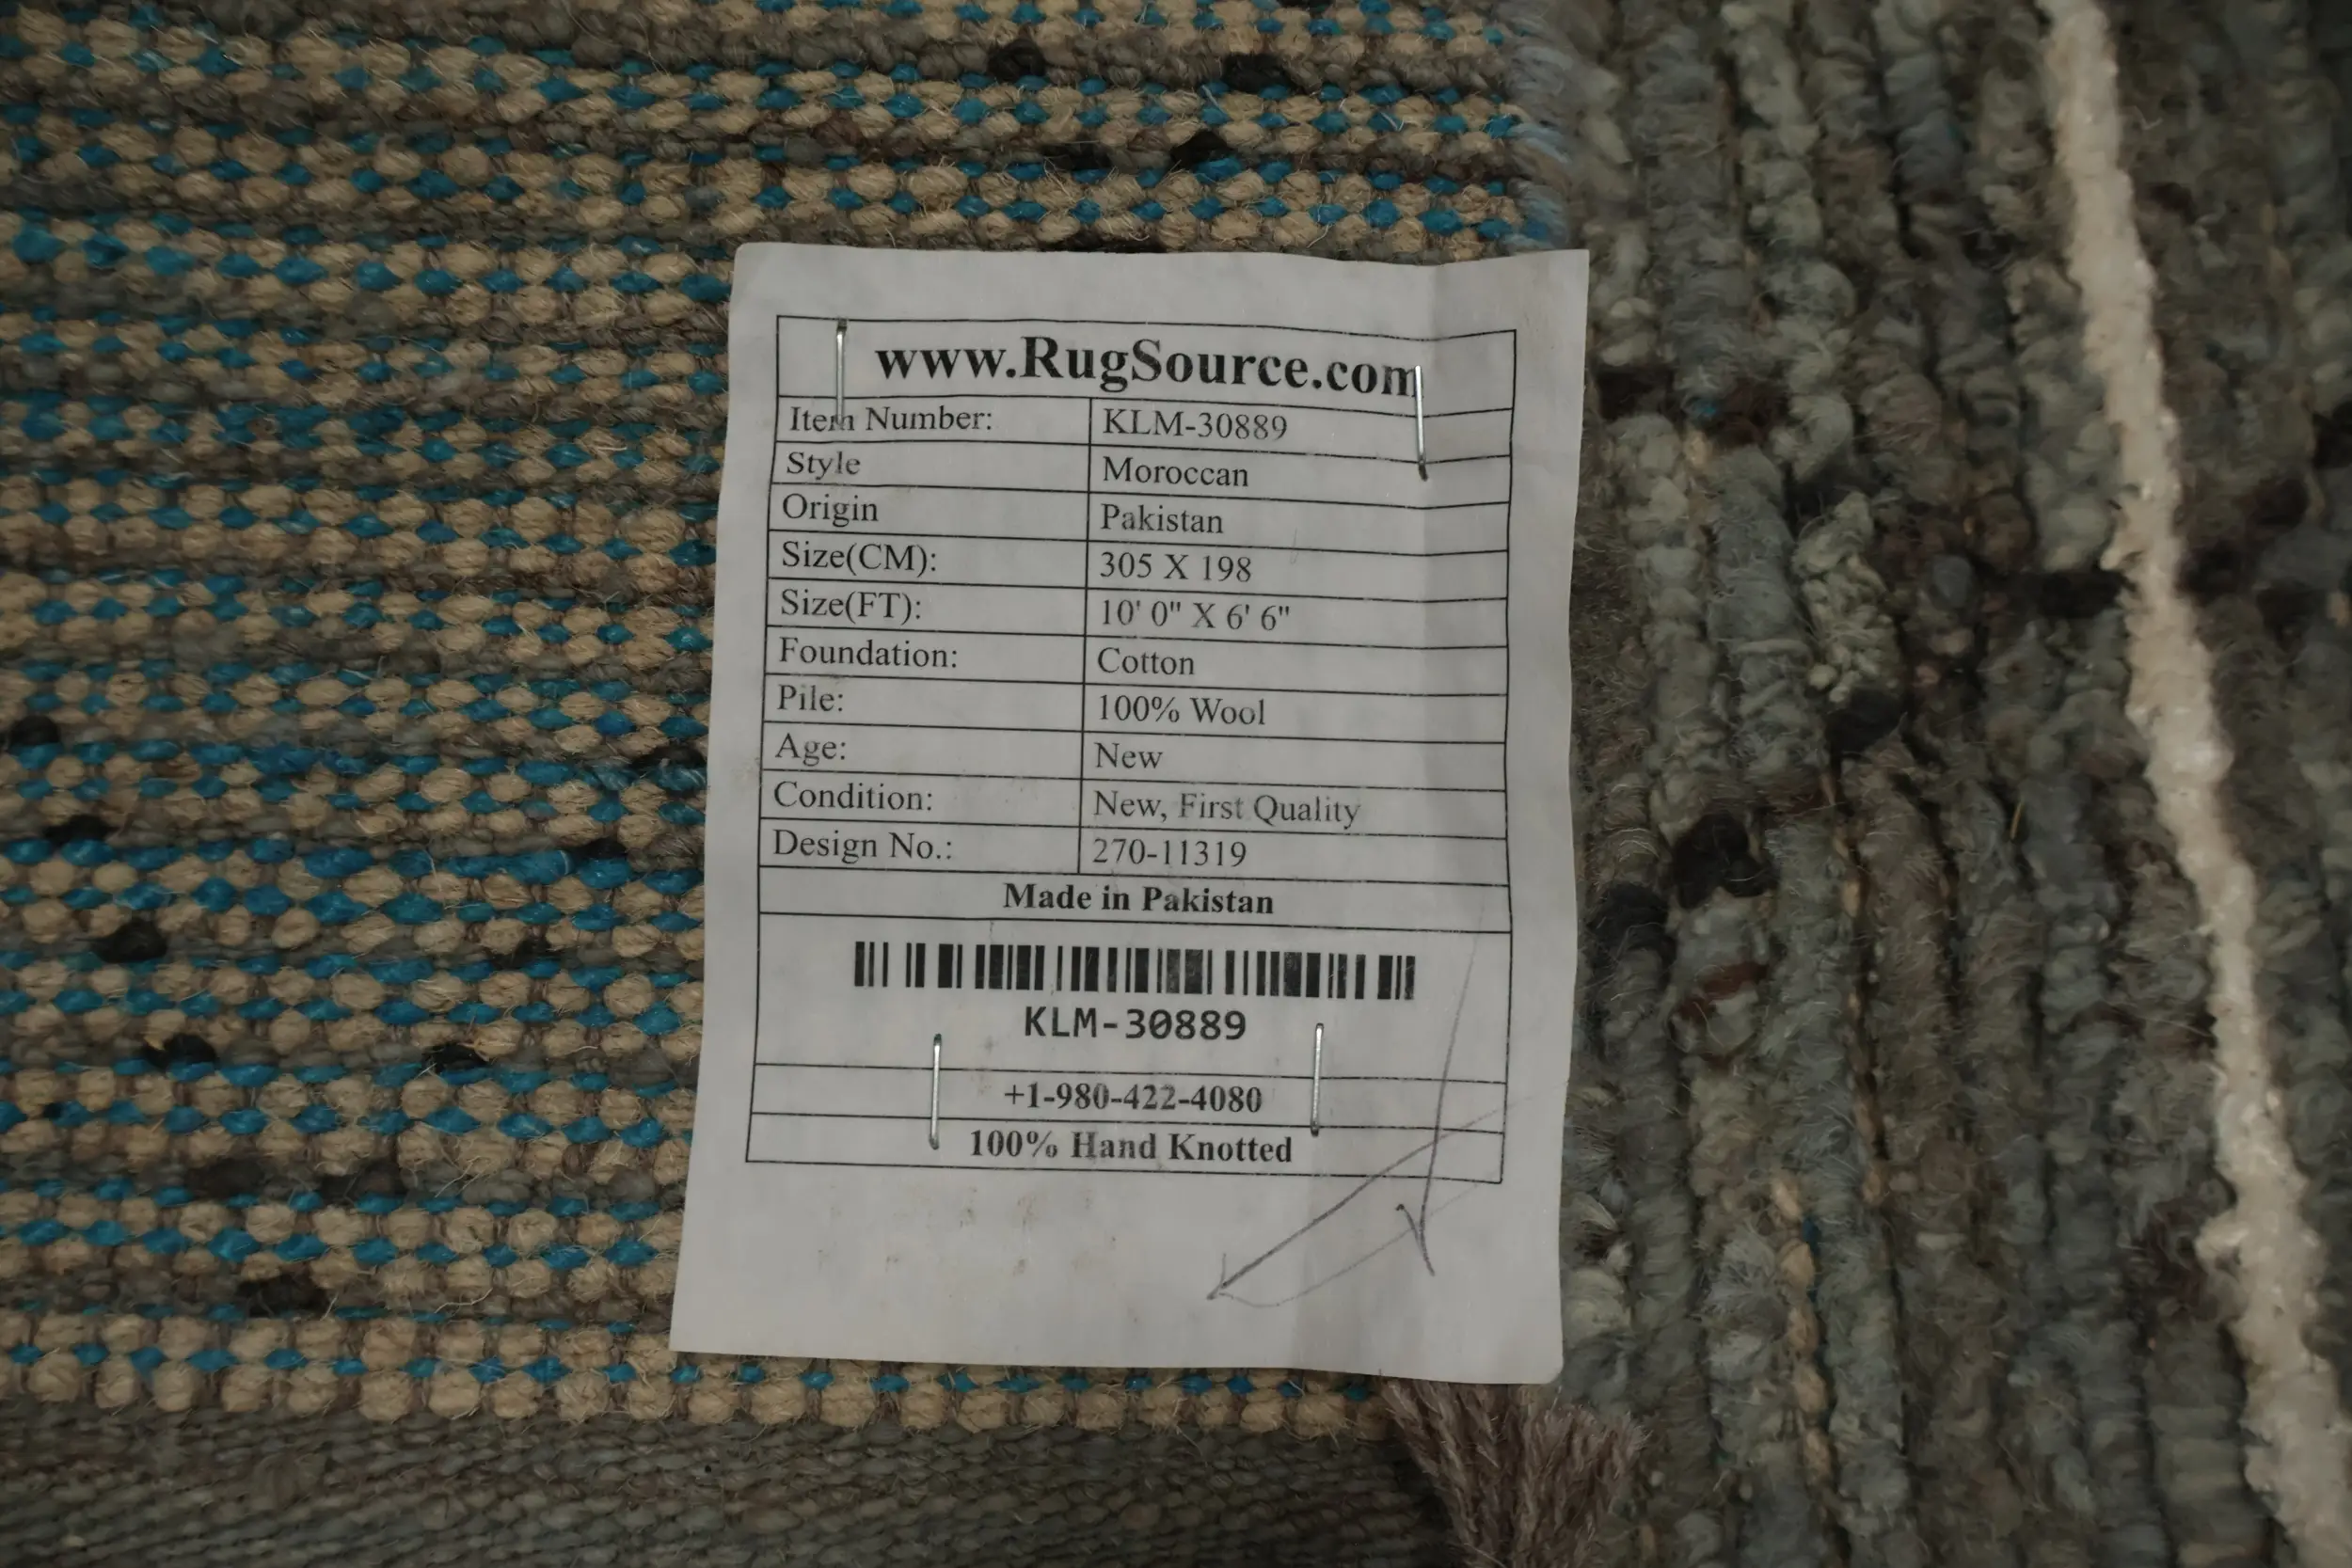 www.RugSource.com
Item Number: KLM-30889
Style Moroccan
Origin Pakistan
Size(CM): 305 X 198
Size(FT): 10' 0" X 6' 6"
Foundation: Cotton
Pile: 100% Wool
Age: New
Condition: New, First Quality
Design No.: 270-11319
Made in Pakistan
KLM-30889
+1-980-422-4080
100% Hand Knotted